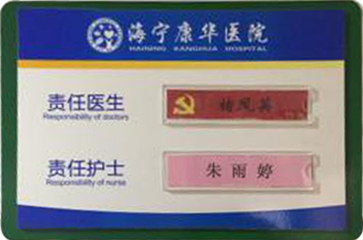 海宁康华医院
HAINING KANGHUA HOSPITAL
责任医生
Responsibility of doctors
责任护士
Responsibility of nurse
朱雨婷